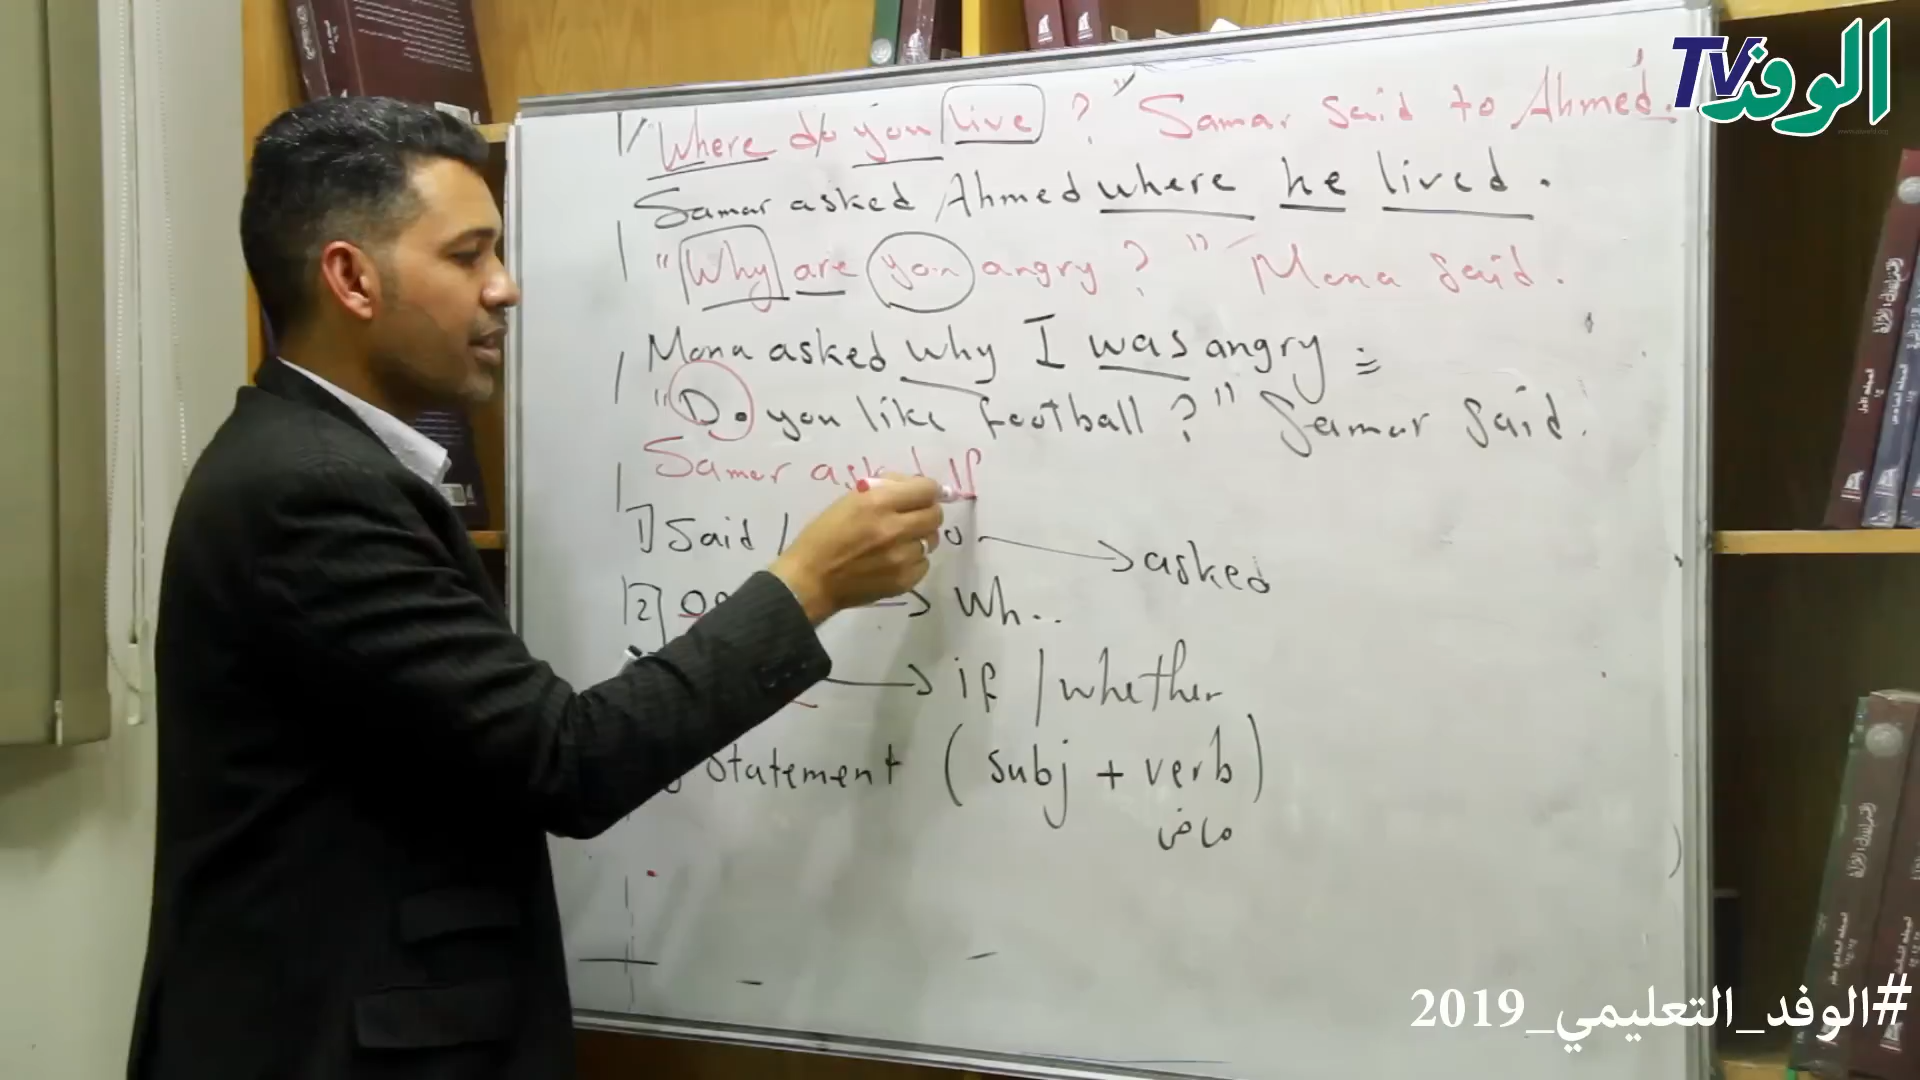 "Where do you live ?" Samar said to Ahmed.
Samar asked Ahmed where he lived.
"Why are you angry ?" Mona said.
Mona asked why I was angry
"Do you like football ?" Samar said.
Samar asked if
1 Said / → asked
2 → Wh..
→ if / whether
Statement (subj + verb)
ماض
الوفد TV
#الوفد_التعليمي_2019